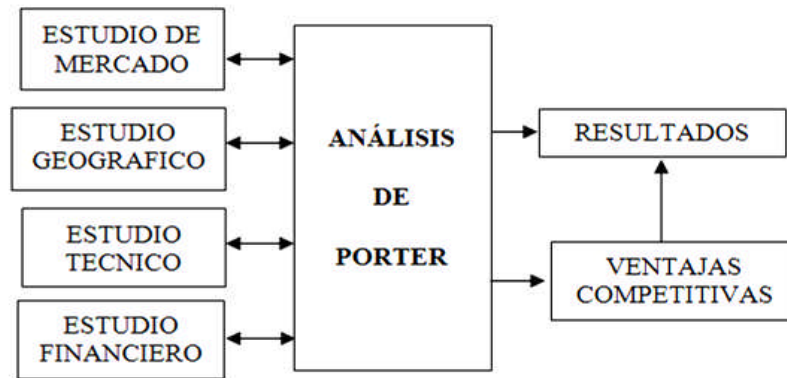 ESTUDIO DE
MERCADO
ESTUDIO
GEOGRAFICO
ESTUDIO
TECNICO
ESTUDIO
FINANCIERO
ANÁLISIS
DE
PORTER
RESULTADOS
VENTAJAS
COMPETITIVAS